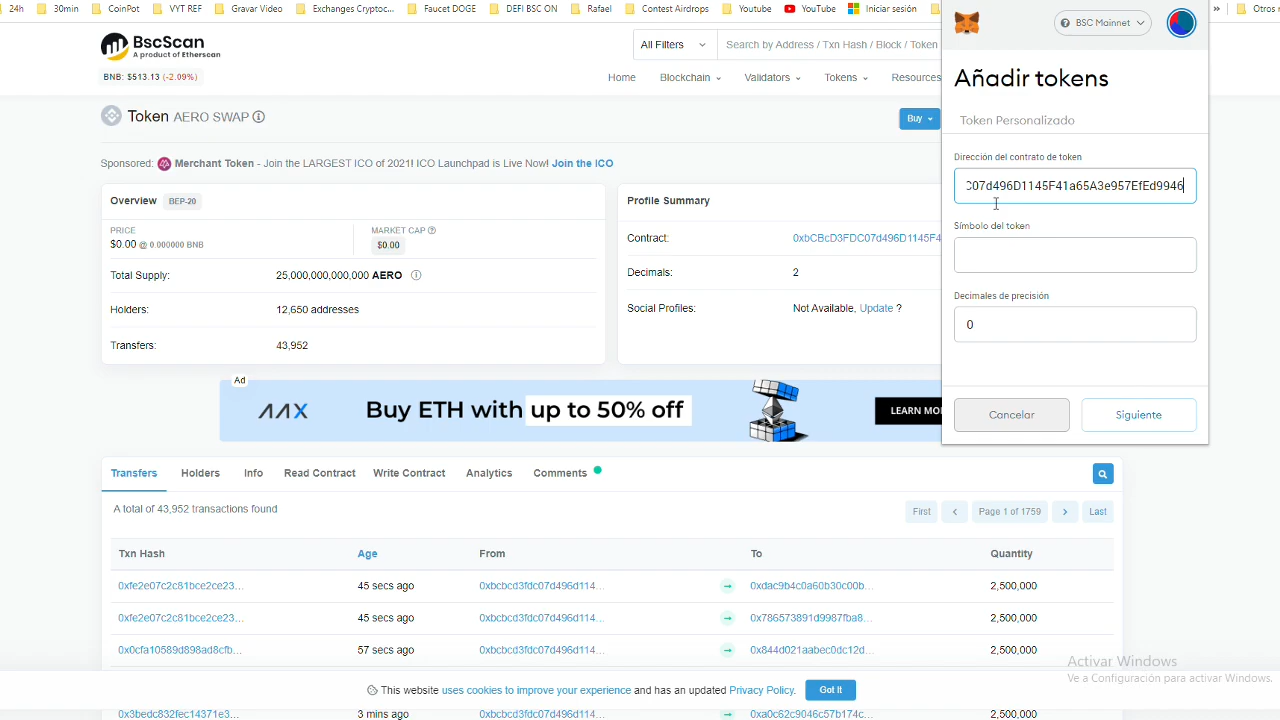 24h 30min CoinPot VYT REF Gravar Video Exchanges Cryptoc... Faucet DOGE DEFI BSC ON Rafael Contest Airdrops Youtube YouTube Iniciar sesión » Otros
BscScan
A product of Etherscan
BNB: $513.13 (-2.09%)
All Filters Search by Address / Txn Hash / Block / Token
Home Blockchain Validators Tokens Resources
Token AERO SWAP
Buy
Sponsored: Merchant Token - Join the LARGEST ICO of 2021! ICO Launchpad is Live Now! Join the ICO
Overview BEP-20
PRICE
$0.00 @ 0.000000 BNB
MARKET CAP
$0.00
Total Supply: 25,000,000,000,000 AERO
Holders: 12,650 addresses
Transfers: 43,952
Profile Summary
Contract: 0xbCBcD3FDC07d496D1145F4
Decimals: 2
Social Profiles: Not Available, Update ?
BSC Mainnet
Añadir tokens
Token Personalizado
Dirección del contrato de token
C07d496D1145F41a65A3e957EfEd9946
Símbolo del token
Decimales de precisión
0
Cancelar Siguiente
Ad
AAX Buy ETH with up to 50% off LEARN MO
Transfers Holders Info Read Contract Write Contract Analytics Comments
A total of 43,952 transactions found
First Page 1 of 1759 Last
Txn Hash Age From To Quantity
0xfe2e07c2c81bce2ce23... 45 secs ago 0xbcbcd3fdc07d496d114... 0xdac9b4c0a60b30c00b... 2,500,000
0xfe2e07c2c81bce2ce23... 45 secs ago 0xbcbcd3fdc07d496d114... 0x786573891d9987fba8... 2,500,000
0x0cfa10589d898ad8cfb... 57 secs ago 0xbcbcd3fdc07d496d114... 0x844d021aabec0dc12d... 2,500,000
Activar Windows
Ve a Configuración para activar Windows.
This website uses cookies to improve your experience and has an updated Privacy Policy. Got It
0x3bedc832fec14371e3... 3 mins ago 0xbcbcd3fdc07d496d114... 0xa0c62c9046c57b174c... 2,500,000